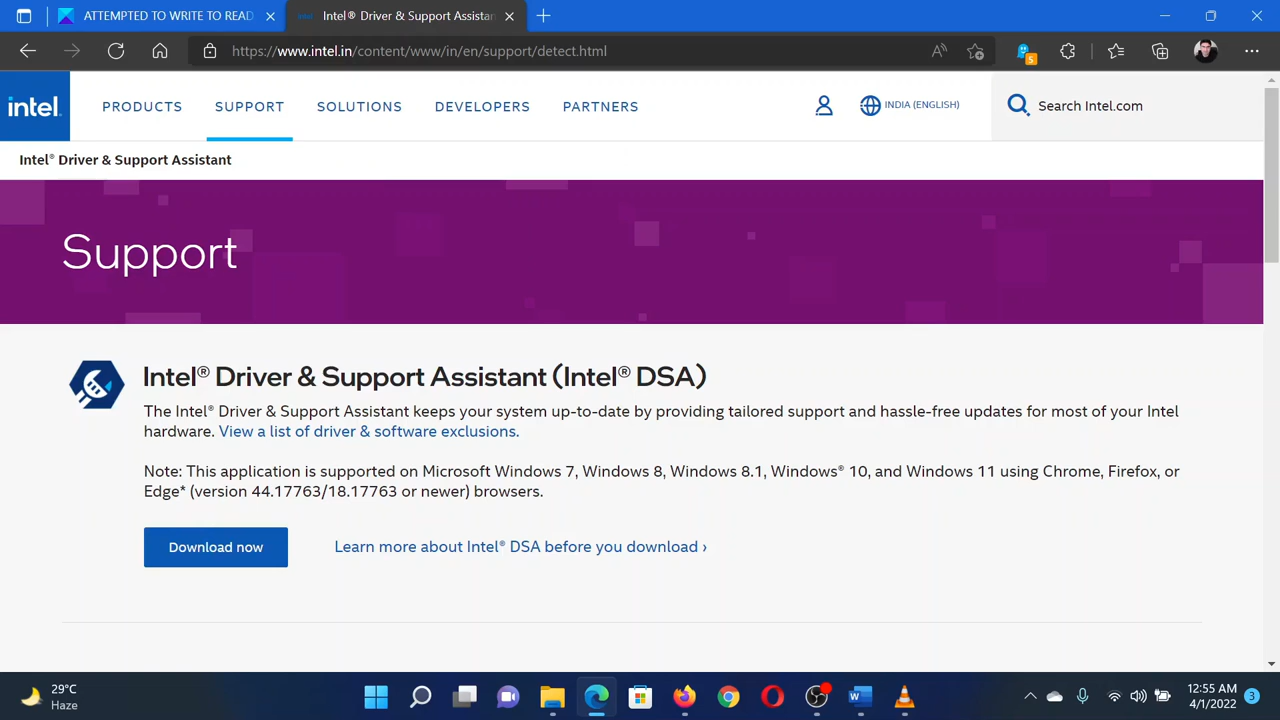 ATTEMPTED TO WRITE TO READ
Intel® Driver & Support Assistan
https://www.intel.in/content/www/in/en/support/detect.html
5
intel.
PRODUCTS
SUPPORT
SOLUTIONS
DEVELOPERS
PARTNERS
INDIA (ENGLISH)
Search Intel.com
Intel® Driver & Support Assistant
Support
Intel® Driver & Support Assistant (Intel® DSA)
The Intel® Driver & Support Assistant keeps your system up-to-date by providing tailored support and hassle-free updates for most of your Intel
hardware. View a list of driver & software exclusions.
Note: This application is supported on Microsoft Windows 7, Windows 8, Windows 8.1, Windows® 10, and Windows 11 using Chrome, Firefox, or
Edge* (version 44.17763/18.17763 or newer) browsers.
Download now
Learn more about Intel® DSA before you download ›
29°C
Haze
12:55 AM
4/1/2022
3